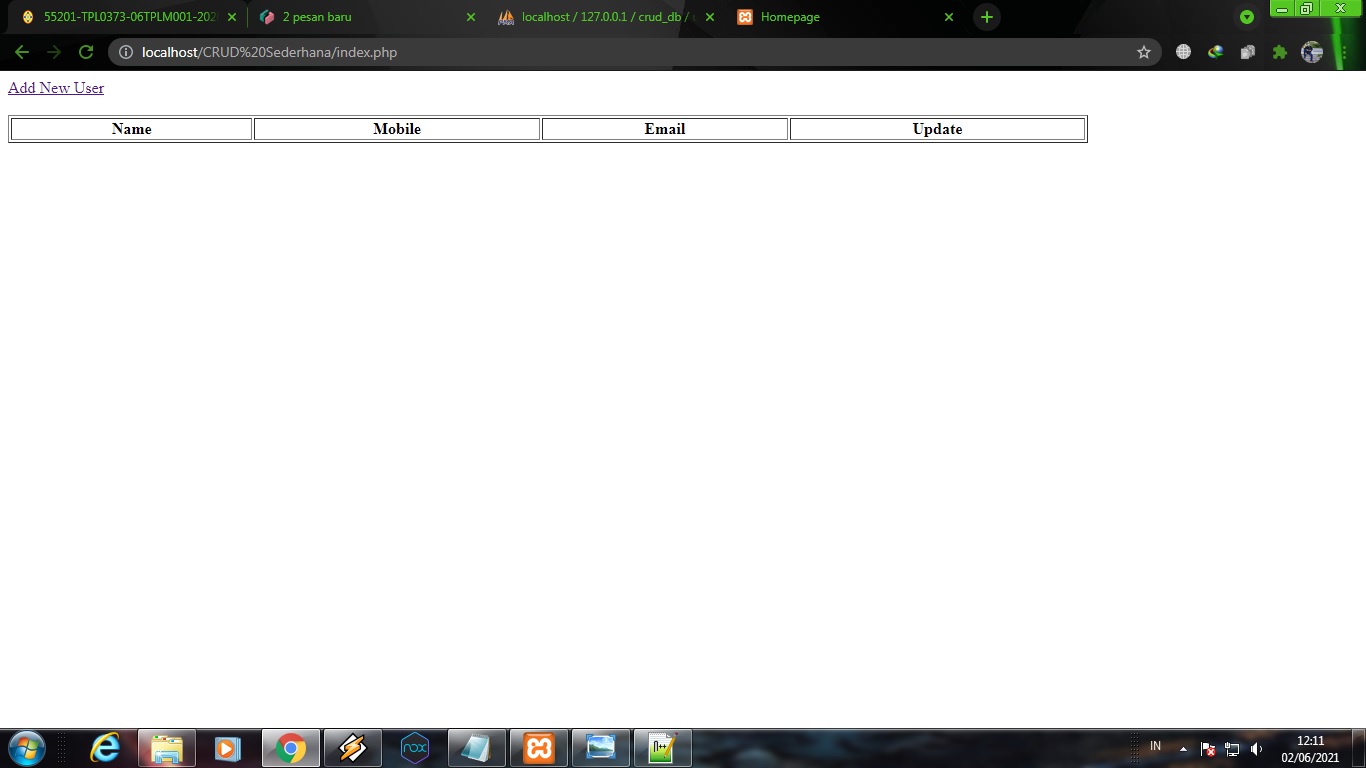 55201-TPL0373-06TPLM001-202
2 pesan baru
localhost / 127.0.0.1 / crud_db /
Homepage
localhost/CRUD%20Sederhana/index.php
Add New User
Name Mobile Email Update
nox
N++
IN
12:11
02/06/2021